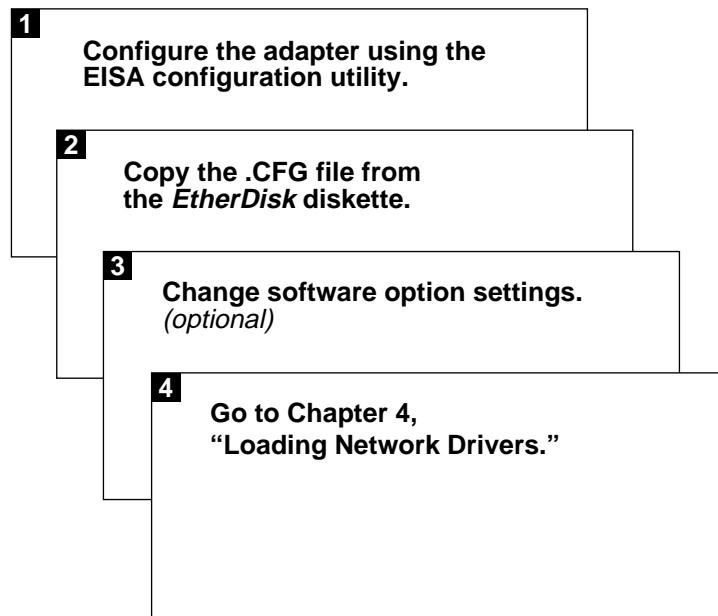 1
Configure the adapter using the
EISA configuration utility.
2
Copy the .CFG file from
the EtherDisk diskette.
3
Change software option settings.
(optional)
4
Go to Chapter 4,
“Loading Network Drivers.”